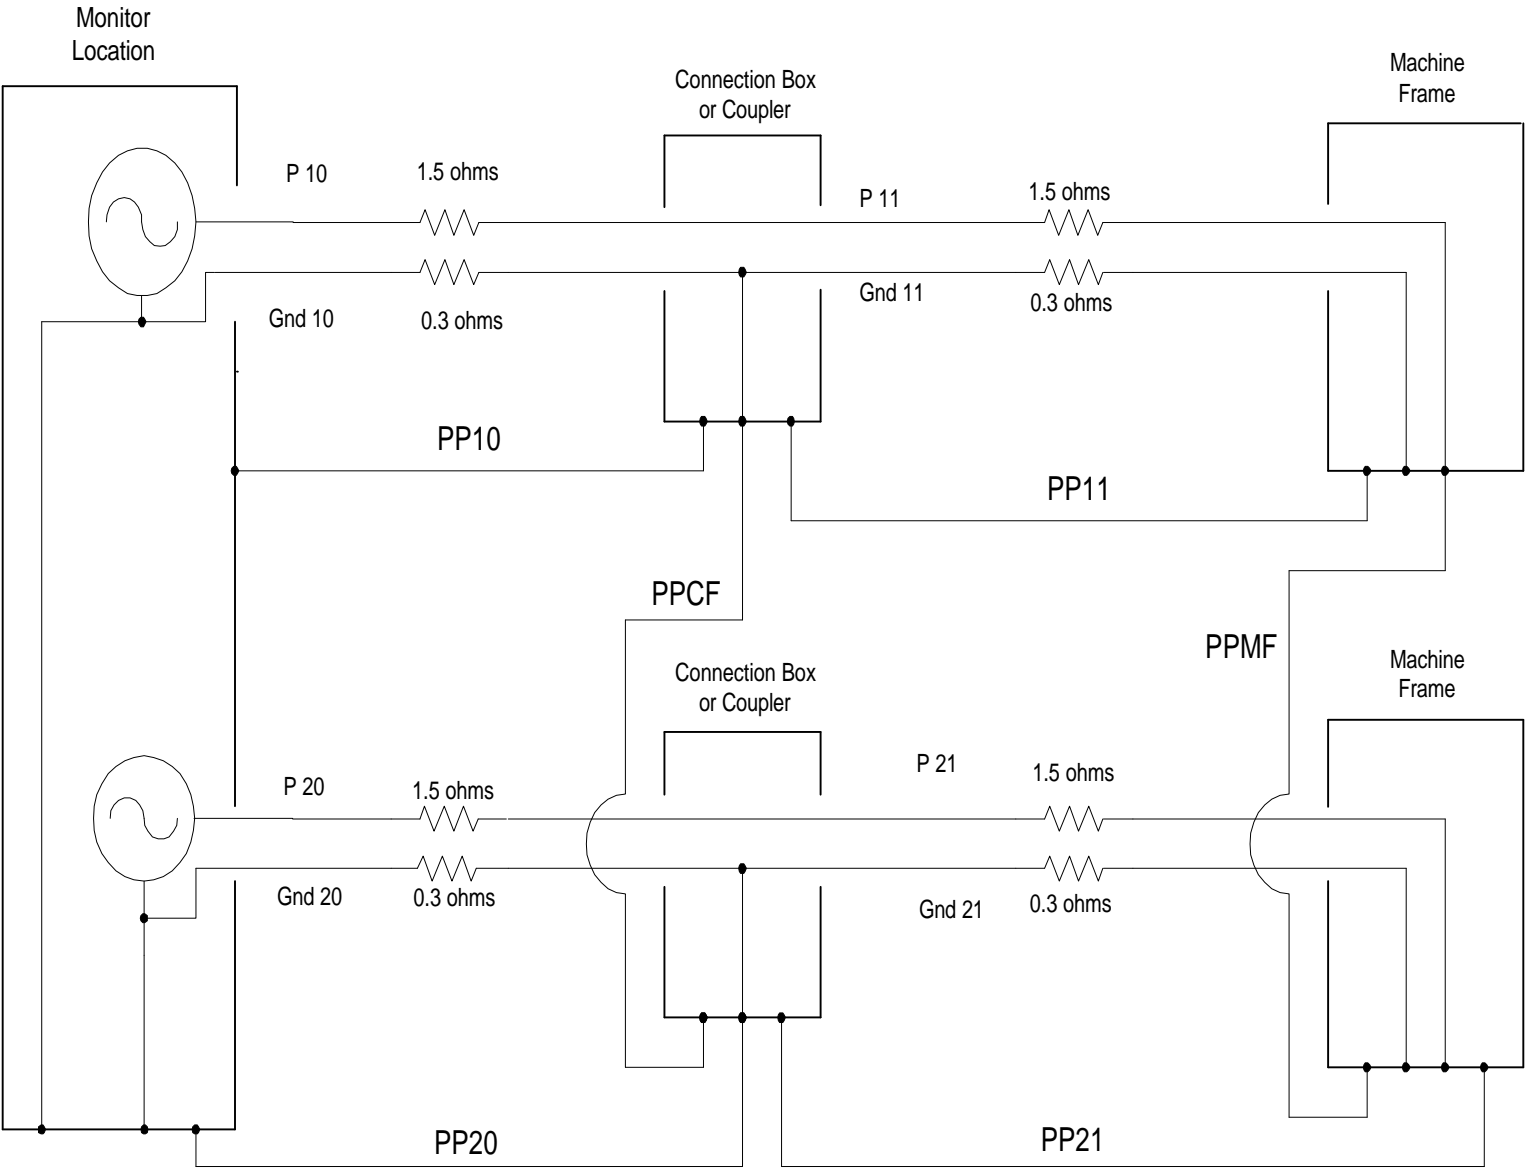 Monitor
Location
Connection Box
or Coupler
Machine
Frame
P 10
1.5 ohms
P 11
1.5 ohms
Gnd 10
0.3 ohms
Gnd 11
0.3 ohms
PP10
PP11
PPCF
PPMF
Connection Box
or Coupler
Machine
Frame
P 20
1.5 ohms
P 21
1.5 ohms
Gnd 20
0.3 ohms
Gnd 21
0.3 ohms
PP20
PP21